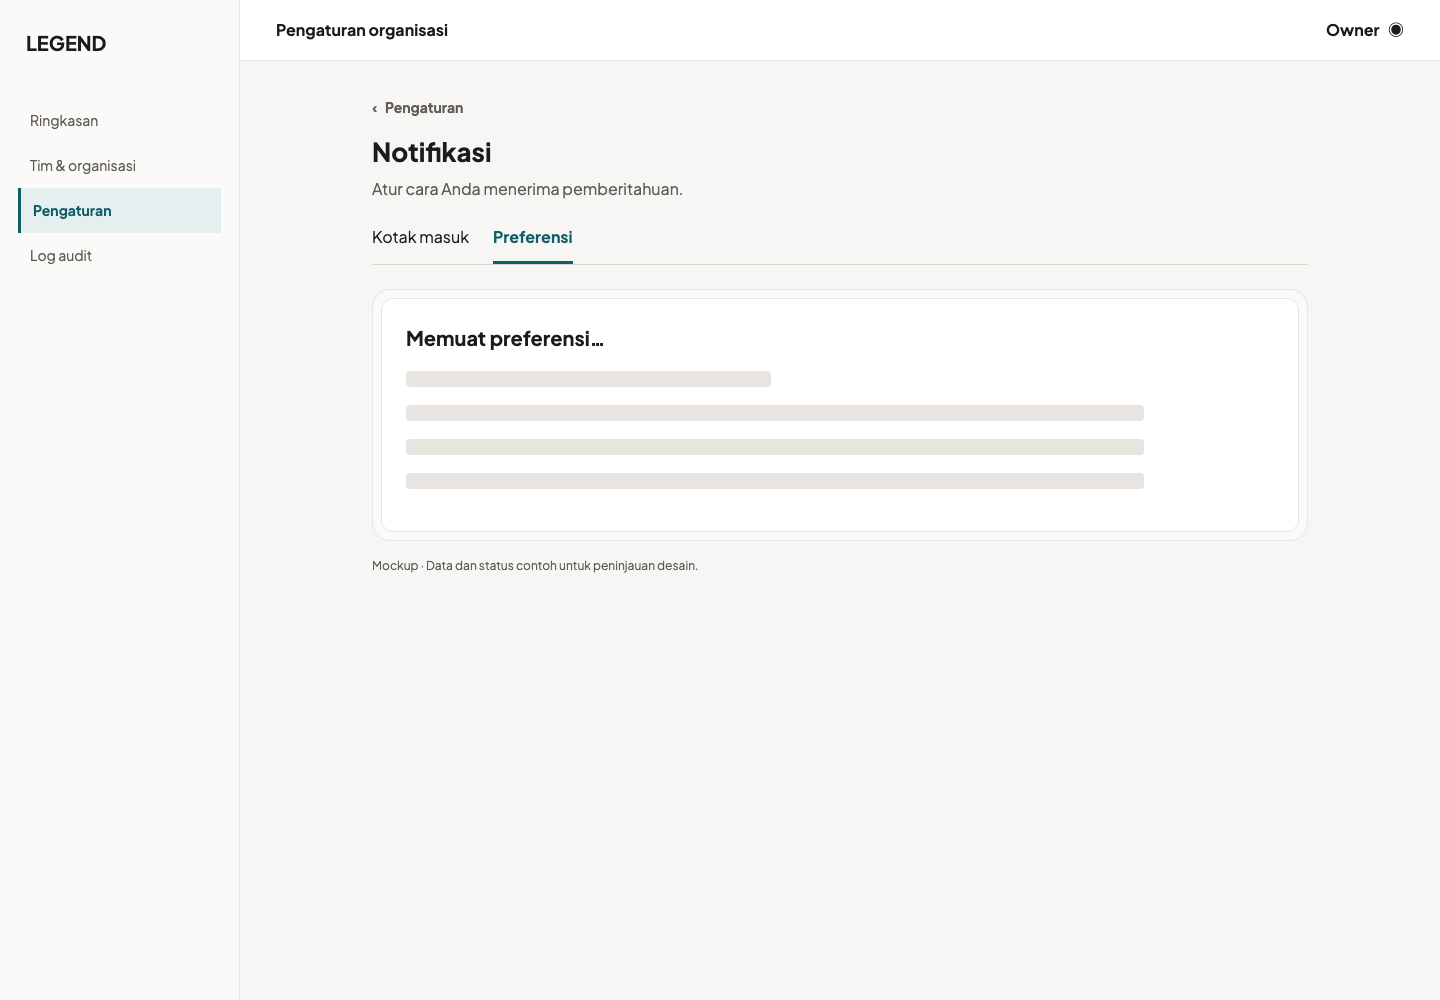 LEGEND
Pengaturan organisasi
Owner
Ringkasan
Tim & organisasi
Pengaturan
Log audit
‹ Pengaturan
Notifikasi
Atur cara Anda menerima pemberitahuan.
Kotak masuk
Preferensi
Memuat preferensi…
Mockup · Data dan status contoh untuk peninjauan desain.